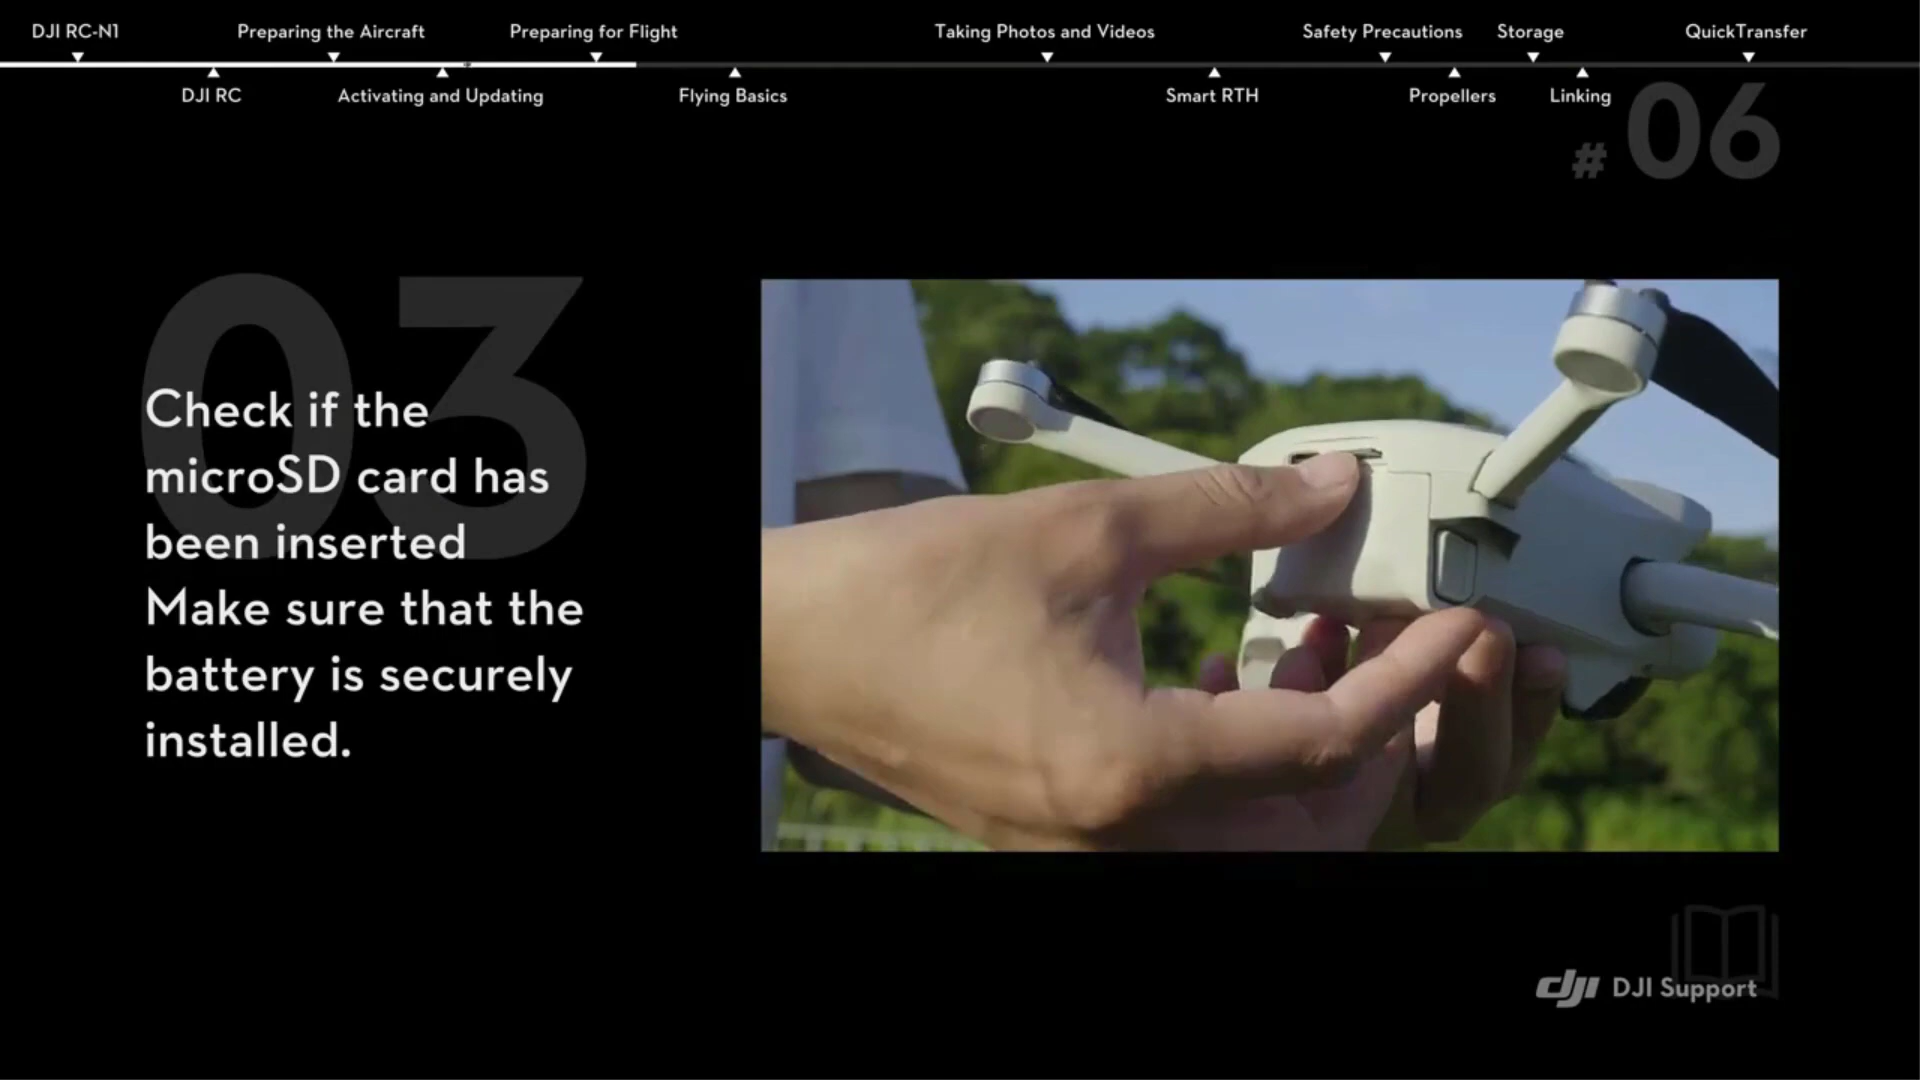 DJI RC-N1
Preparing the Aircraft
Preparing for Flight
Taking Photos and Videos
Safety Precautions
Storage
QuickTransfer
DJI RC
Activating and Updating
Flying Basics
Smart RTH
Propellers
Linking
#06
03
Check if the
microSD card has
been inserted
Make sure that the
battery is securely
installed.
dji DJI Support